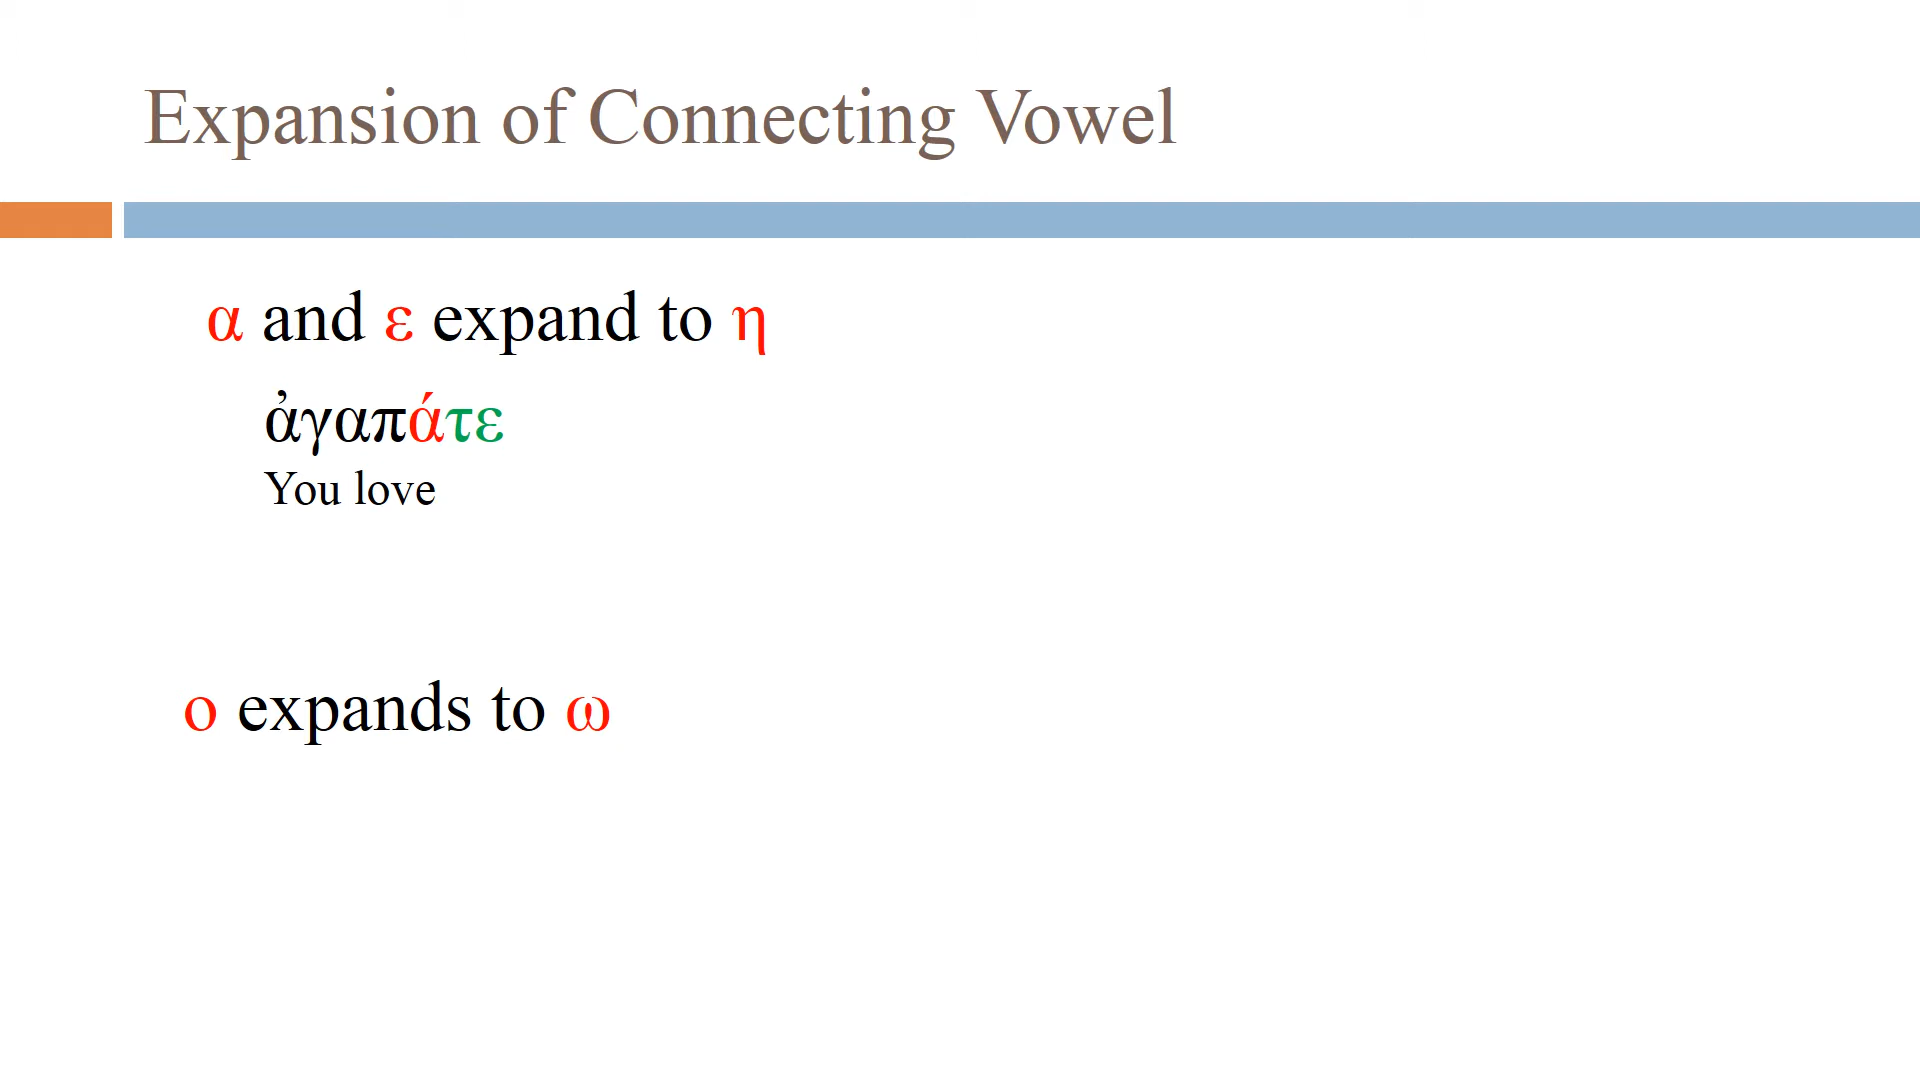 Expansion of Connecting Vowel
α and ε expand to η
ἀγαπάτε
You love
ο expands to ω